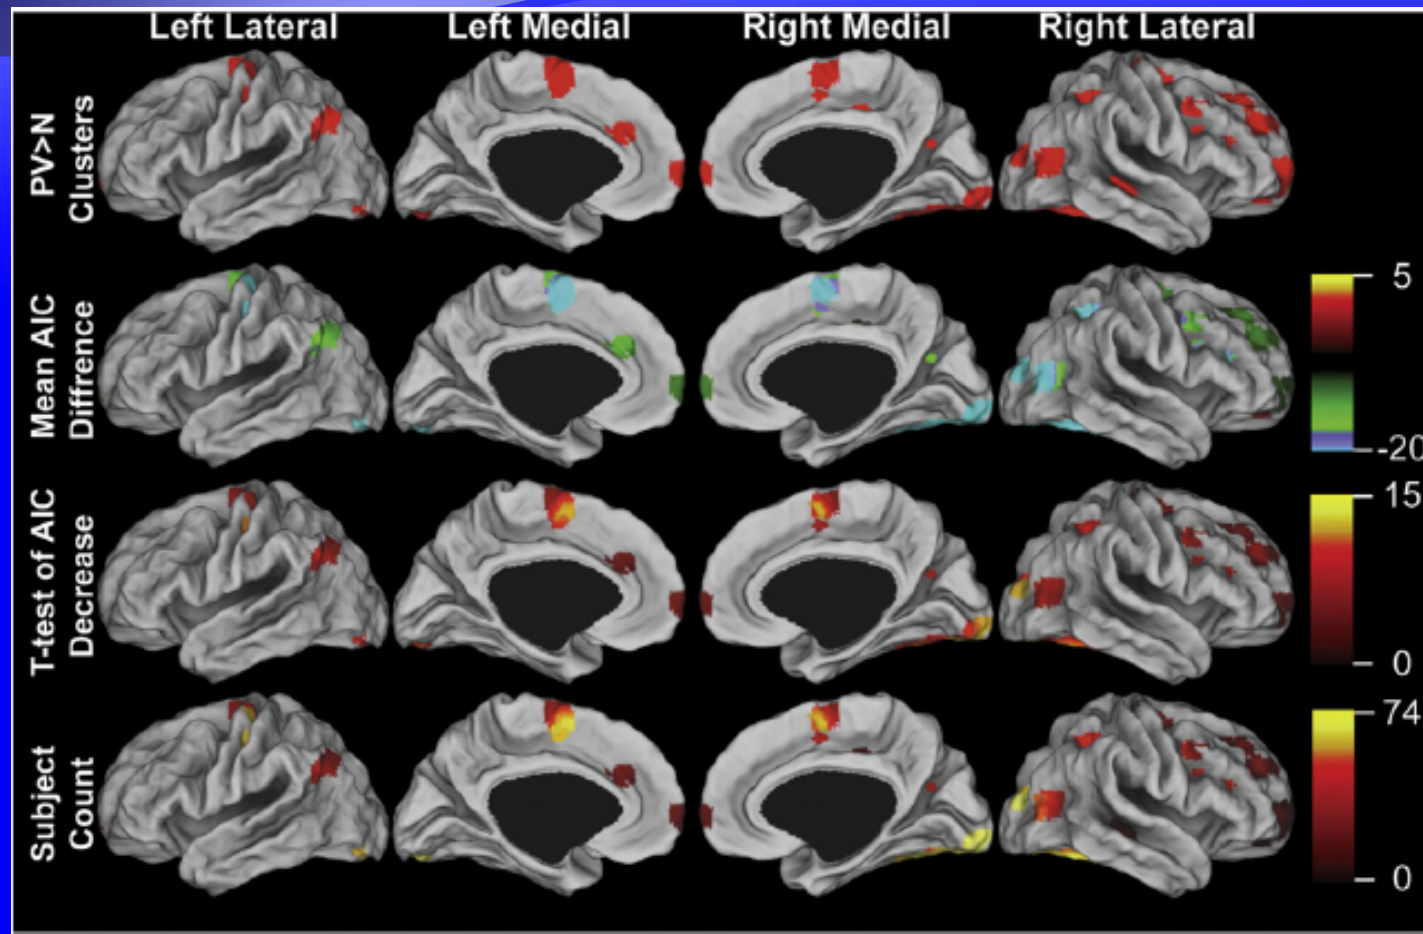 Left Lateral Left Medial Right Medial Right Lateral
PV>N
Clusters
Mean AIC
Diffrence
5
-20
T-test of AIC
Decrease
15
0
Subject
Count
74
0